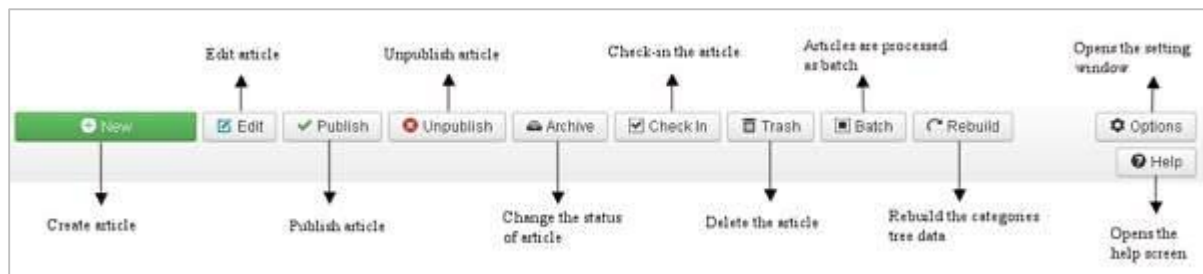 Edit article
Unpublish article
Check-in the article
Articles are processed
as batch
Opens the setting
window
New
Edit
Publish
Unpublish
Archive
Check In
Trash
Batch
Rebuild
Options
Help
Create article
Publish article
Change the status
of article
Delete the article
Rebuild the categories
tree data
Opens the
help screen